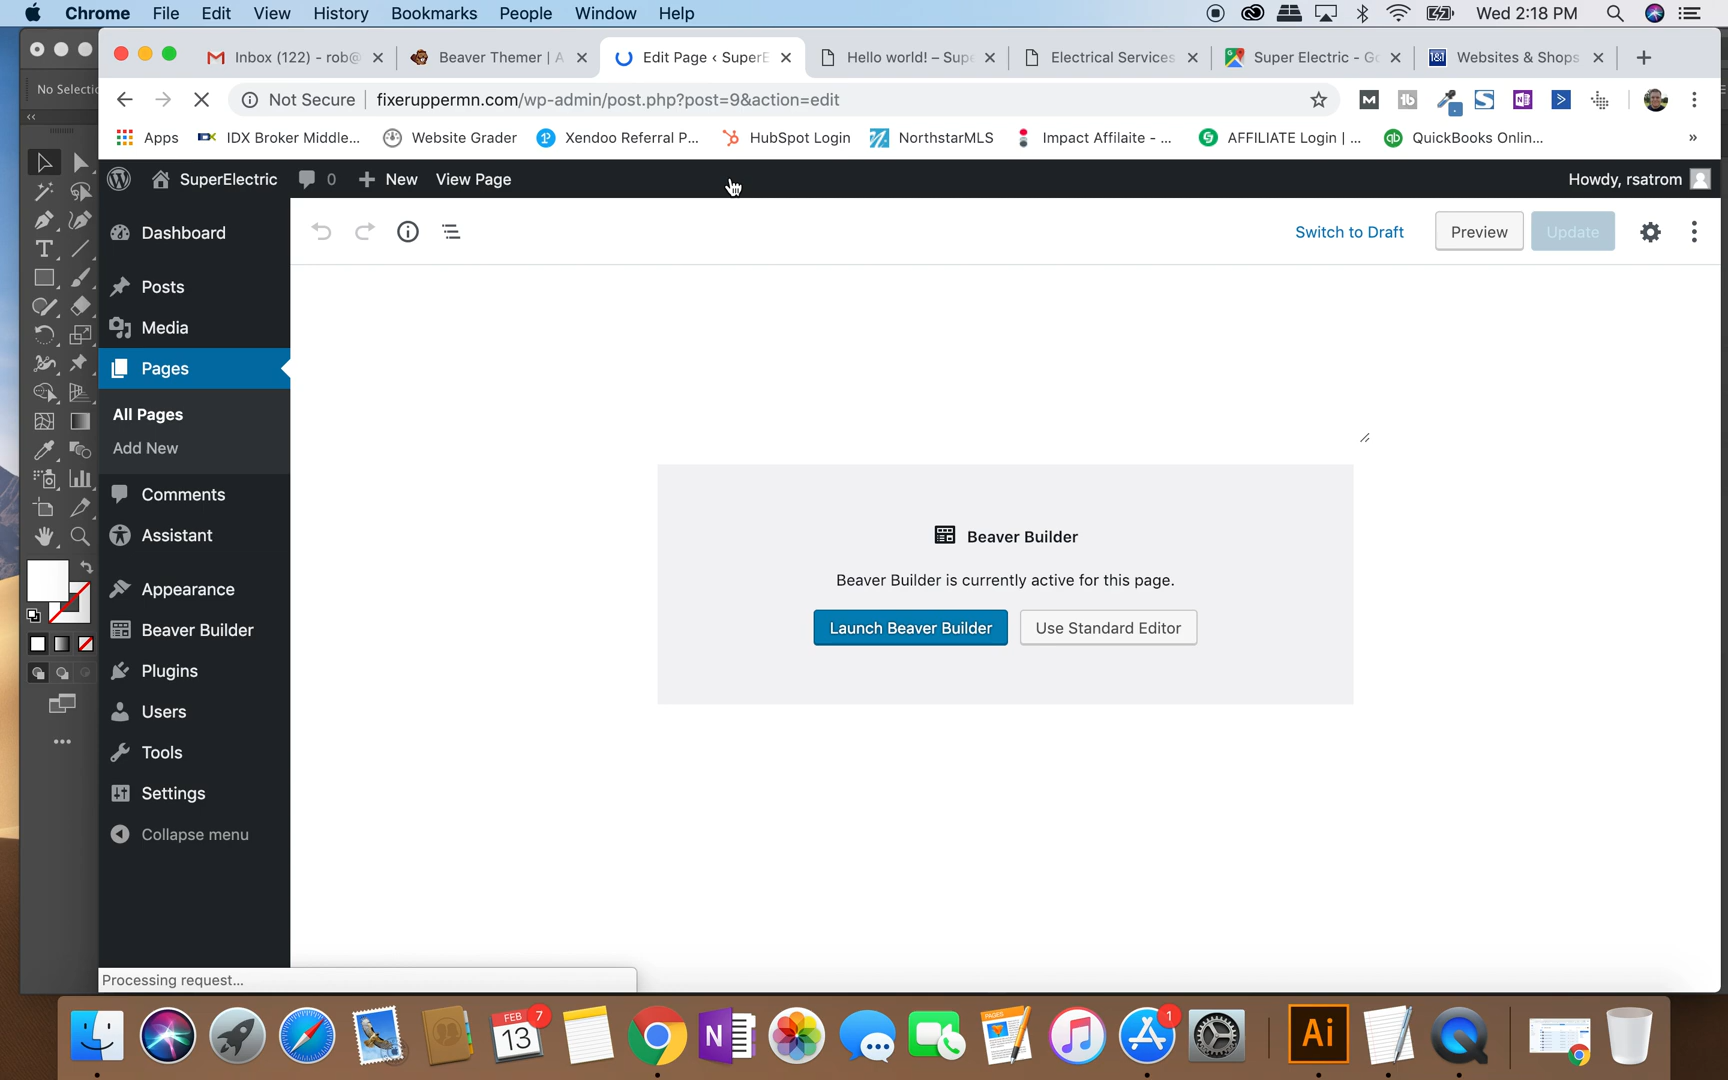 Chrome File Edit View History Bookmarks People Window Help Wed 2:18 PM
No Selectic
Inbox (122) - rob@ Beaver Themer | A Edit Page ‹ SuperE Hello world! – Supe Electrical Services Super Electric - Go Websites & Shops
Not Secure fixeruppermn.com/wp-admin/post.php?post=9&action=edit
Apps IDX Broker Middle... Website Grader Xendoo Referral P... HubSpot Login NorthstarMLS Impact Affilaite - ... AFFILIATE Login | ... QuickBooks Onlin... »
SuperElectric 0 New View Page Howdy, rsatrom
Dashboard
Switch to Draft Preview Update
Posts
Media
Pages
All Pages
Add New
Comments
Assistant
Appearance
Beaver Builder
Plugins
Users
Tools
Settings
Collapse menu
Beaver Builder
Beaver Builder is currently active for this page.
Launch Beaver Builder Use Standard Editor
Processing request...
FEB 7
13
N
PAGES
1
Ai